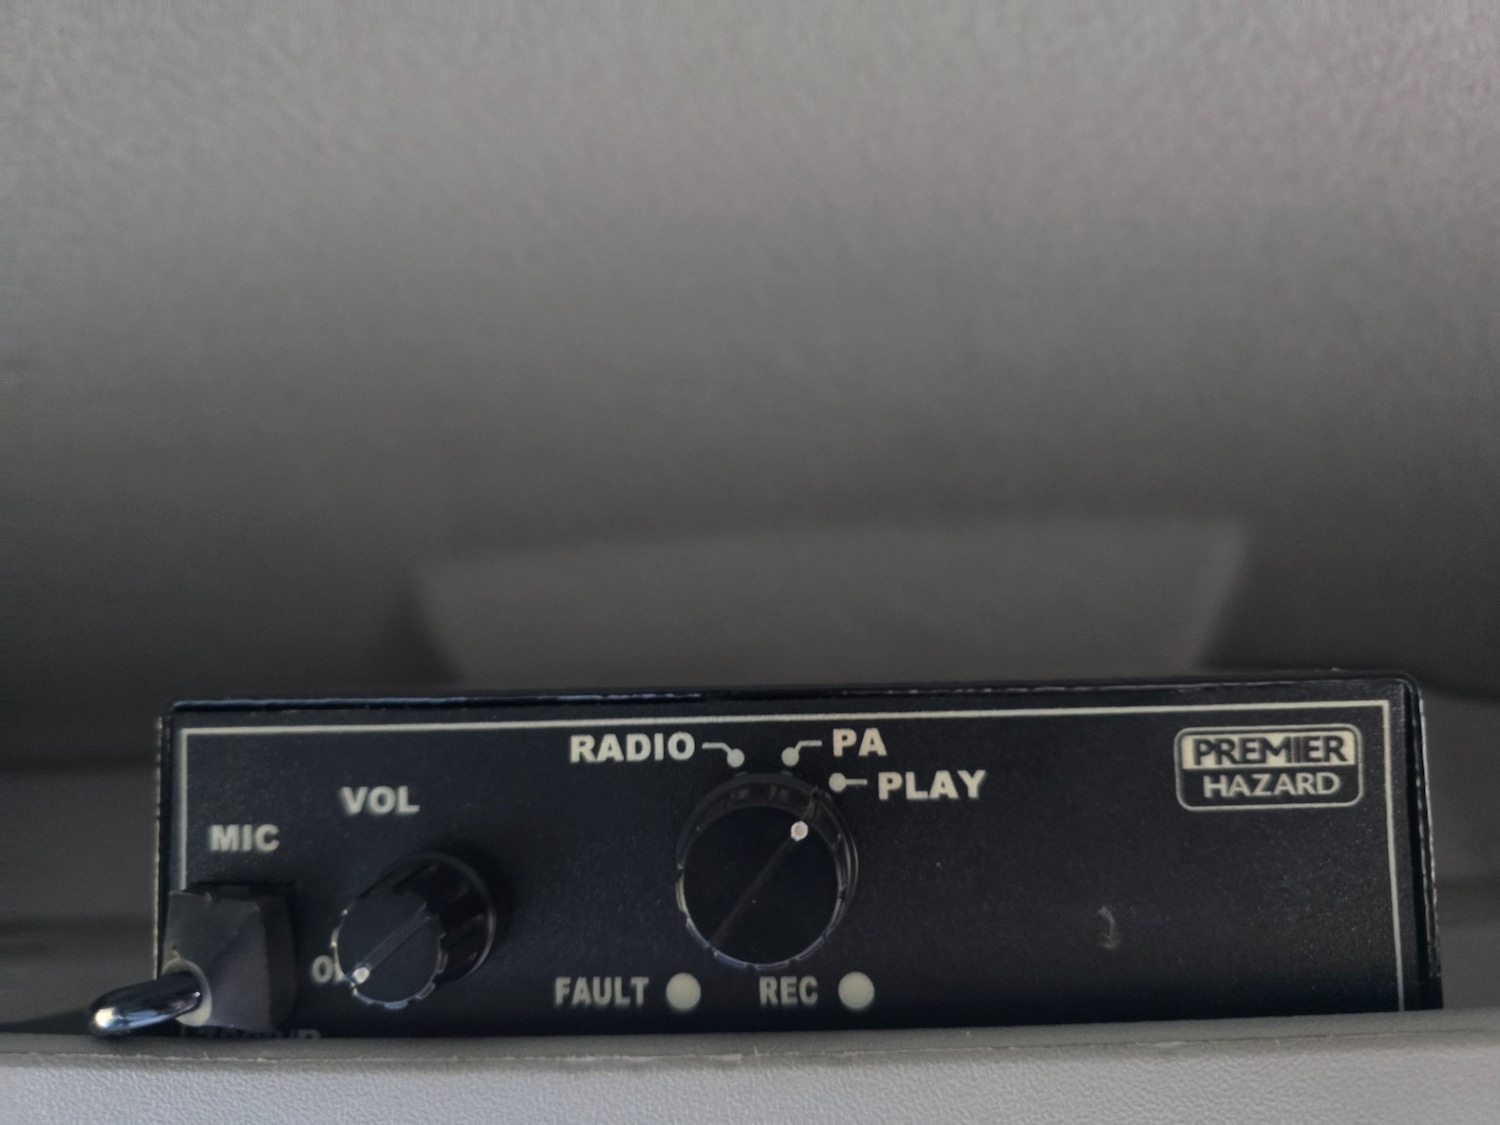 RADIO
PA
PLAY
PREMIER
HAZARD
VOL
MIC
FAULT
REC